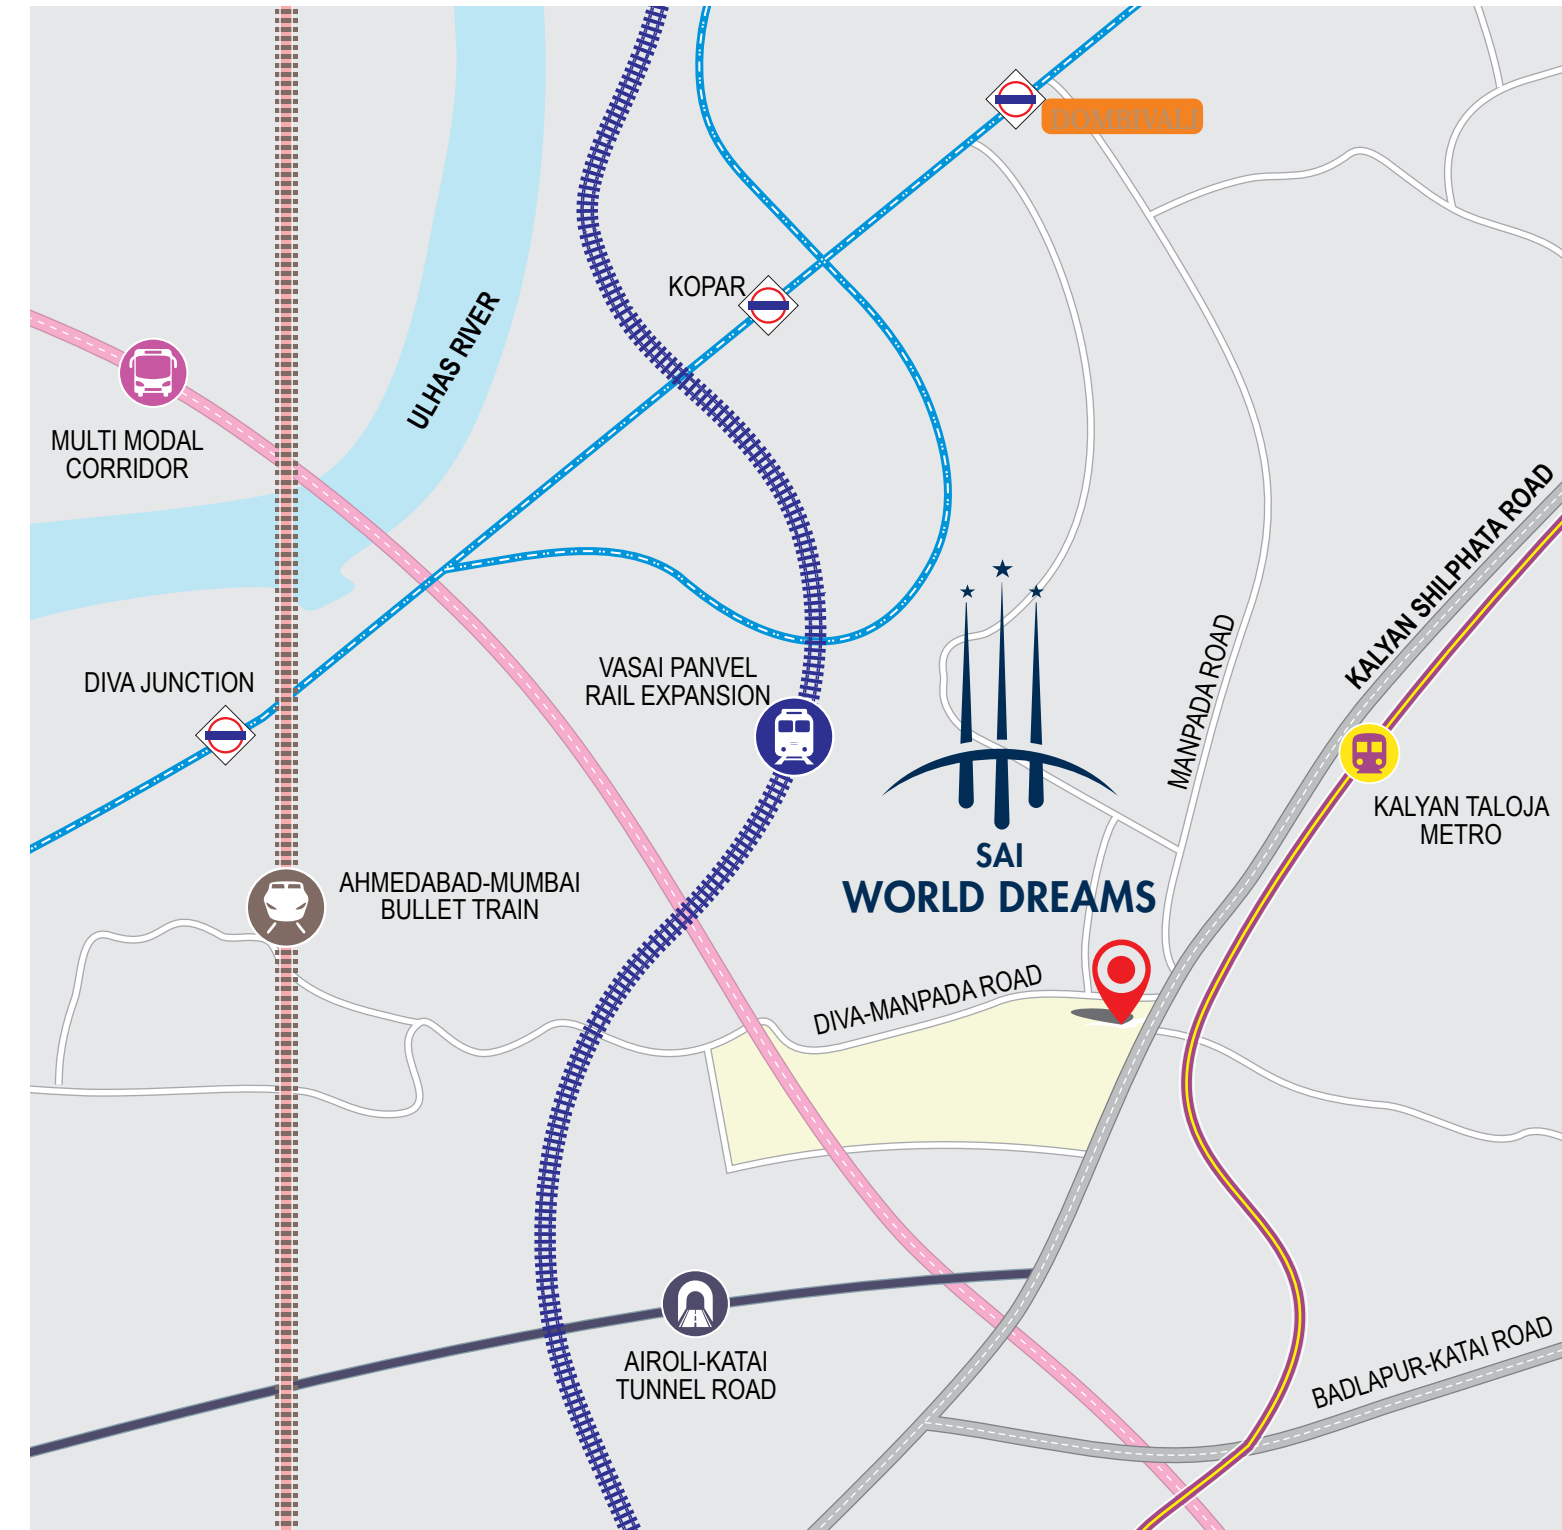 DOMBIVALI
KOPAR
ULHAS RIVER
MULTI MODAL
CORRIDOR
KALYAN SHILPHATA ROAD
MANPADA ROAD
DIVA JUNCTION
VASAI PANVEL
RAIL EXPANSION
KALYAN TALOJA
METRO
SAI
WORLD DREAMS
AHMEDABAD-MUMBAI
BULLET TRAIN
DIVA-MANPADA ROAD
AIROLI-KATAI
TUNNEL ROAD
BADLAPUR-KATAI ROAD